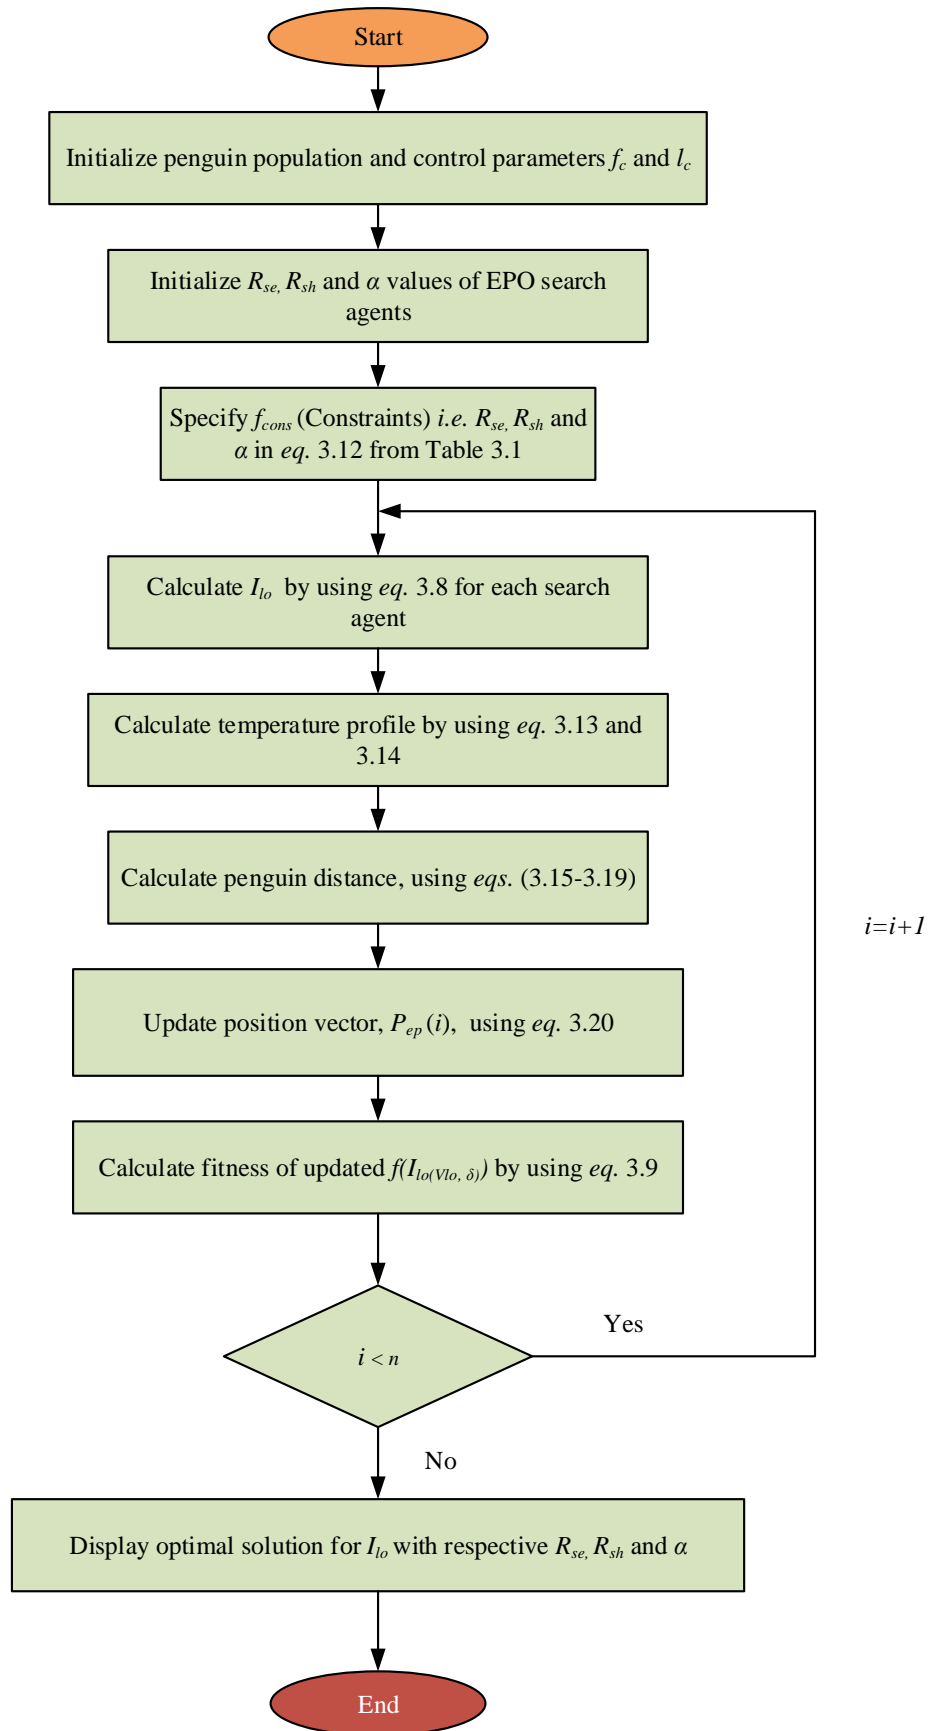 Start
Initialize penguin population and control parameters f_c and l_c
Initialize R_se, R_sh and α values of EPO search
agents
Specify f_cons (Constraints) i.e. R_se, R_sh and
α in eq. 3.12 from Table 3.1
Calculate I_lo by using eq. 3.8 for each search
agent
Calculate temperature profile by using eq. 3.13 and
3.14
Calculate penguin distance, using eqs. (3.15-3.19)
i=i+1
Update position vector, P_ep (i), using eq. 3.20
Calculate fitness of updated f(I_lo(Vlo, δ)) by using eq. 3.9
Yes
i < n
No
Display optimal solution for I_lo with respective R_se, R_sh and α
End